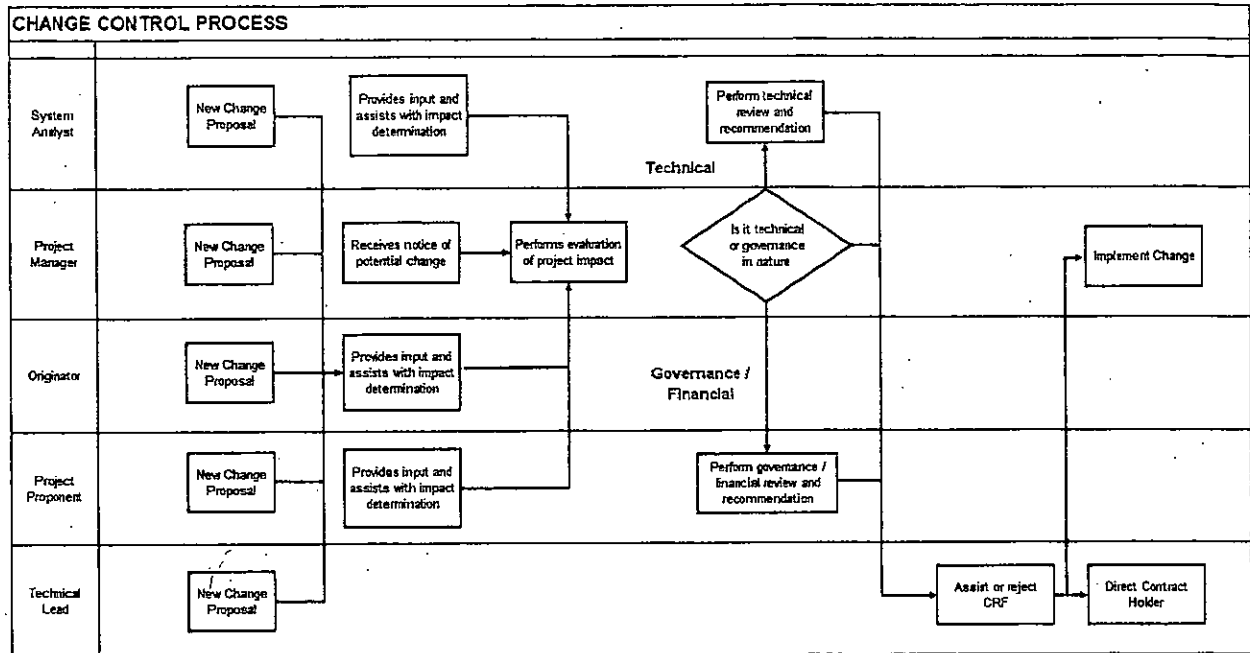 CHANGE CONTROL PROCESS
System
Analyst
New Change
Proposal
Provides input and
assists with impact
determination
Perform technical
review and
recommendation
Technical
Project
Manager
New Change
Proposal
Receives notice of
potential change
Performs evaluation
of project impact
Is it technical
or governance
in nature
Implement Change
Originator
New Change
Proposal
Provides input and
assists with impact
determination
Governance /
Financial
Project
Proponent
New Change
Proposal
Provides input and
assists with impact
determination
Perform governance /
financial review and
recommendation
Technical
Lead
New Change
Proposal
Assist or reject
CRF
Direct Contract
Holder